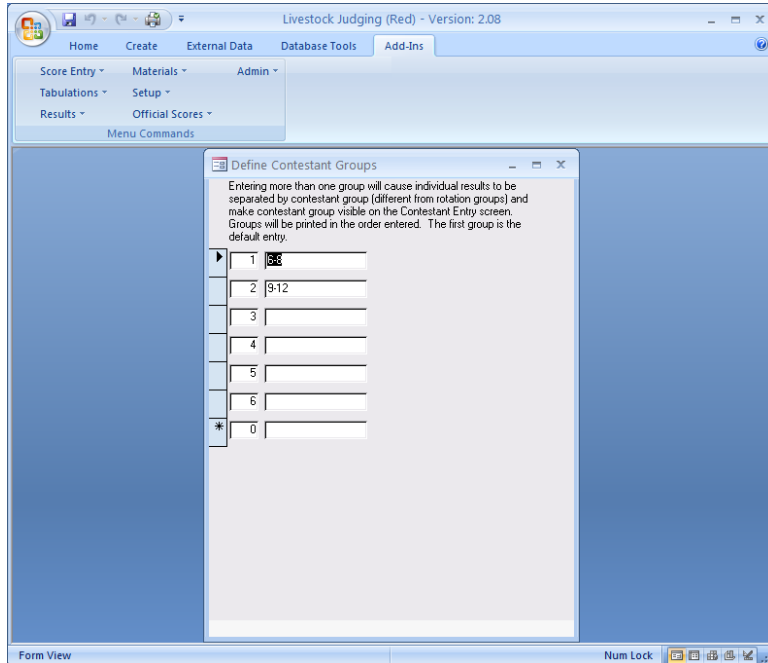 Livestock Judging (Red) - Version: 2.08
Home Create External Data Database Tools Add-Ins
Score Entry Materials Admin
Tabulations Setup
Results Official Scores
Menu Commands
Define Contestant Groups
Entering more than one group will cause individual results to be
separated by contestant group (different from rotation groups) and
make contestant group visible on the Contestant Entry screen.
Groups will be printed in the order entered. The first group is the
default entry.
1 6-8
2 9-12
3
4
5
6
* 0
Form View Num Lock